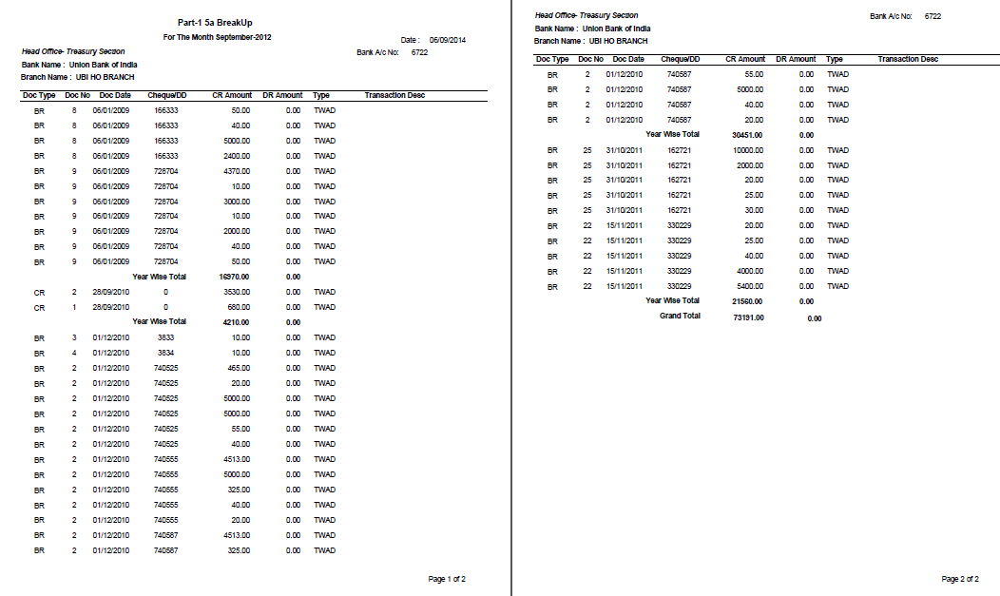 Part-1 5a BreakUp
For The Month September-2012
Date : 06/09/2014
Head Office- Treasury Section
Bank A/c No: 6722
Bank Name : Union Bank of India
Branch Name : UBI HO BRANCH
Doc Type Doc No Doc Date Cheque/DD CR Amount DR Amount Type Transaction Desc
BR 8 06/01/2009 166333 50.00 0.00 TWAD
BR 8 06/01/2009 166333 40.00 0.00 TWAD
BR 8 06/01/2009 166333 5000.00 0.00 TWAD
BR 8 06/01/2009 166333 2400.00 0.00 TWAD
BR 9 06/01/2009 728704 4370.00 0.00 TWAD
BR 9 06/01/2009 728704 10.00 0.00 TWAD
BR 9 06/01/2009 728704 3000.00 0.00 TWAD
BR 9 06/01/2009 728704 10.00 0.00 TWAD
BR 9 06/01/2009 728704 2000.00 0.00 TWAD
BR 9 06/01/2009 728704 40.00 0.00 TWAD
BR 9 06/01/2009 728704 50.00 0.00 TWAD
Year Wise Total 16970.00 0.00
CR 2 28/09/2010 0 3530.00 0.00 TWAD
CR 1 28/09/2010 0 680.00 0.00 TWAD
Year Wise Total 4210.00 0.00
BR 3 01/12/2010 3833 10.00 0.00 TWAD
BR 4 01/12/2010 3834 10.00 0.00 TWAD
BR 2 01/12/2010 740525 465.00 0.00 TWAD
BR 2 01/12/2010 740525 20.00 0.00 TWAD
BR 2 01/12/2010 740525 5000.00 0.00 TWAD
BR 2 01/12/2010 740525 5000.00 0.00 TWAD
BR 2 01/12/2010 740525 55.00 0.00 TWAD
BR 2 01/12/2010 740525 40.00 0.00 TWAD
BR 2 01/12/2010 740555 4513.00 0.00 TWAD
BR 2 01/12/2010 740555 5000.00 0.00 TWAD
BR 2 01/12/2010 740555 325.00 0.00 TWAD
BR 2 01/12/2010 740555 40.00 0.00 TWAD
BR 2 01/12/2010 740555 20.00 0.00 TWAD
BR 2 01/12/2010 740587 4513.00 0.00 TWAD
BR 2 01/12/2010 740587 325.00 0.00 TWAD
Page 1 of 2
Head Office- Treasury Section
Bank A/c No: 6722
Bank Name : Union Bank of India
Branch Name : UBI HO BRANCH
Doc Type Doc No Doc Date Cheque/DD CR Amount DR Amount Type Transaction Desc
BR 2 01/12/2010 740587 55.00 0.00 TWAD
BR 2 01/12/2010 740587 5000.00 0.00 TWAD
BR 2 01/12/2010 740587 40.00 0.00 TWAD
BR 2 01/12/2010 740587 20.00 0.00 TWAD
Year Wise Total 30451.00 0.00
BR 25 31/10/2011 162721 10000.00 0.00 TWAD
BR 25 31/10/2011 162721 2000.00 0.00 TWAD
BR 25 31/10/2011 162721 20.00 0.00 TWAD
BR 25 31/10/2011 162721 25.00 0.00 TWAD
BR 25 31/10/2011 162721 30.00 0.00 TWAD
BR 22 15/11/2011 330229 20.00 0.00 TWAD
BR 22 15/11/2011 330229 25.00 0.00 TWAD
BR 22 15/11/2011 330229 40.00 0.00 TWAD
BR 22 15/11/2011 330229 4000.00 0.00 TWAD
BR 22 15/11/2011 330229 5400.00 0.00 TWAD
Year Wise Total 21560.00 0.00
Grand Total 73191.00 0.00
Page 2 of 2